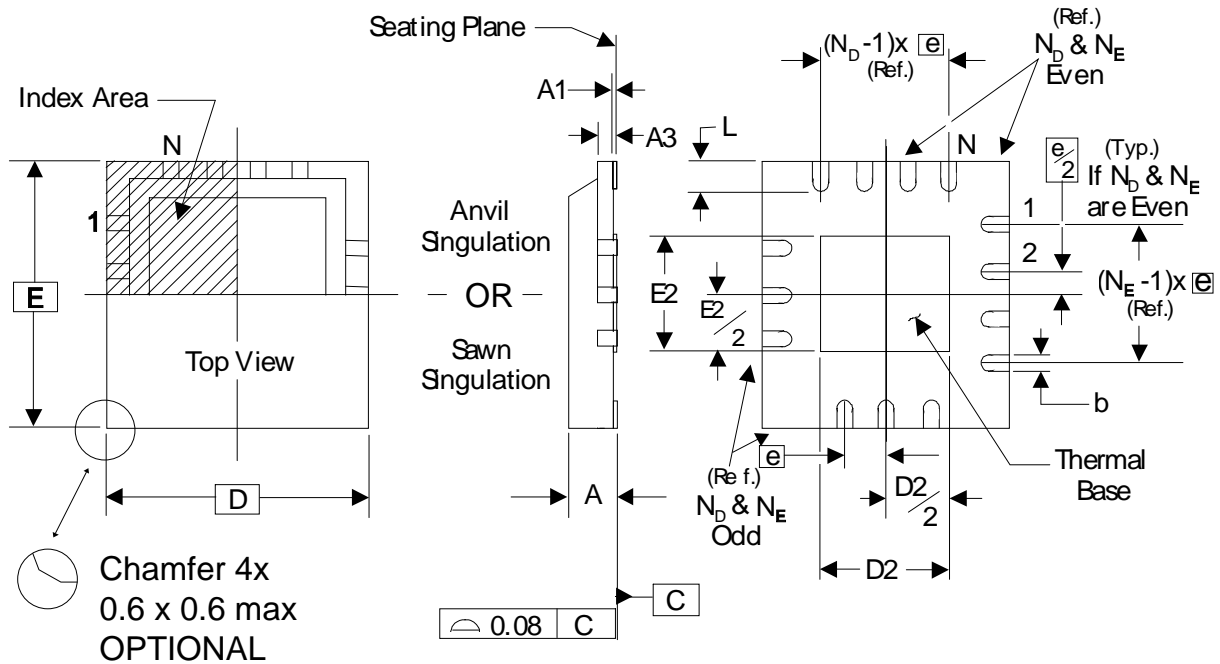 Seating Plane
Index Area
N
1
E
Top View
D
Chamfer 4x
0.6 x 0.6 max
OPTIONAL
A1
A3
Anvil
Singulation
OR
Sawn
Singulation
A
0.08 C
C
(N_D -1)x e
(Ref.)
(Ref.)
N_D & N_E
Even
L
N
e/2
(Typ.)
If N_D & N_E
are Even
1
2
(N_E -1)x e
(Ref.)
E2
E2/2
b
e
(Ref.)
N_D & N_E
Odd
D2/2
D2
Thermal
Base